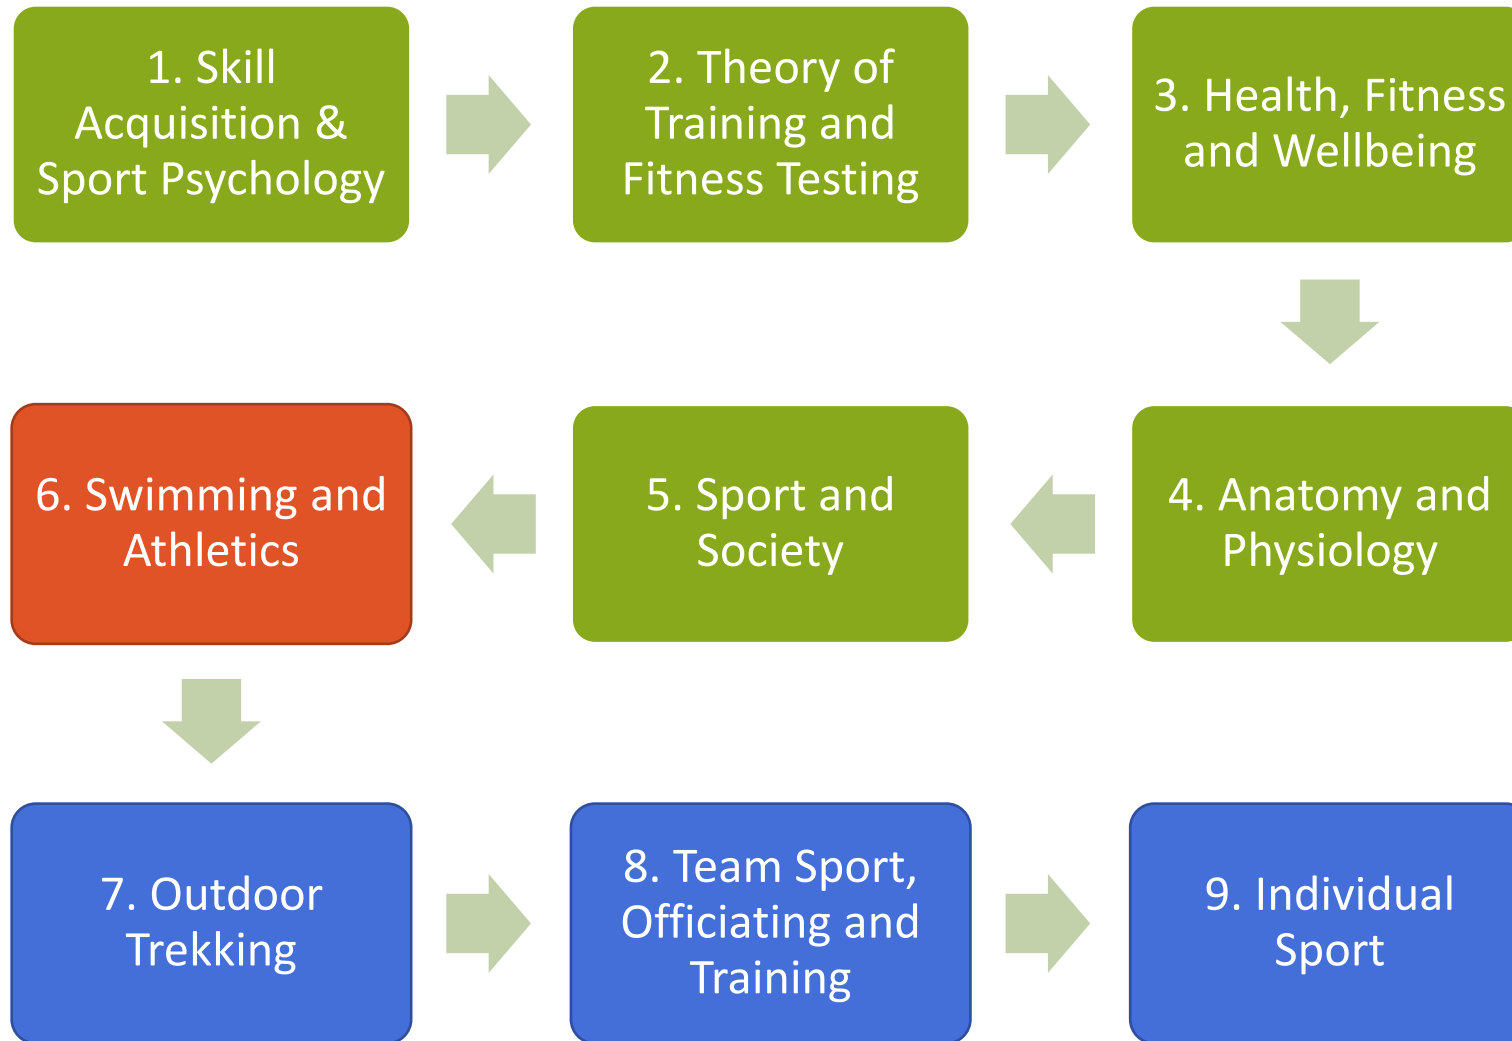 1. Skill
Acquisition &
Sport Psychology
2. Theory of
Training and
Fitness Testing
3. Health, Fitness
and Wellbeing
4. Anatomy and
Physiology
5. Sport and
Society
6. Swimming and
Athletics
7. Outdoor
Trekking
8. Team Sport,
Officiating and
Training
9. Individual
Sport